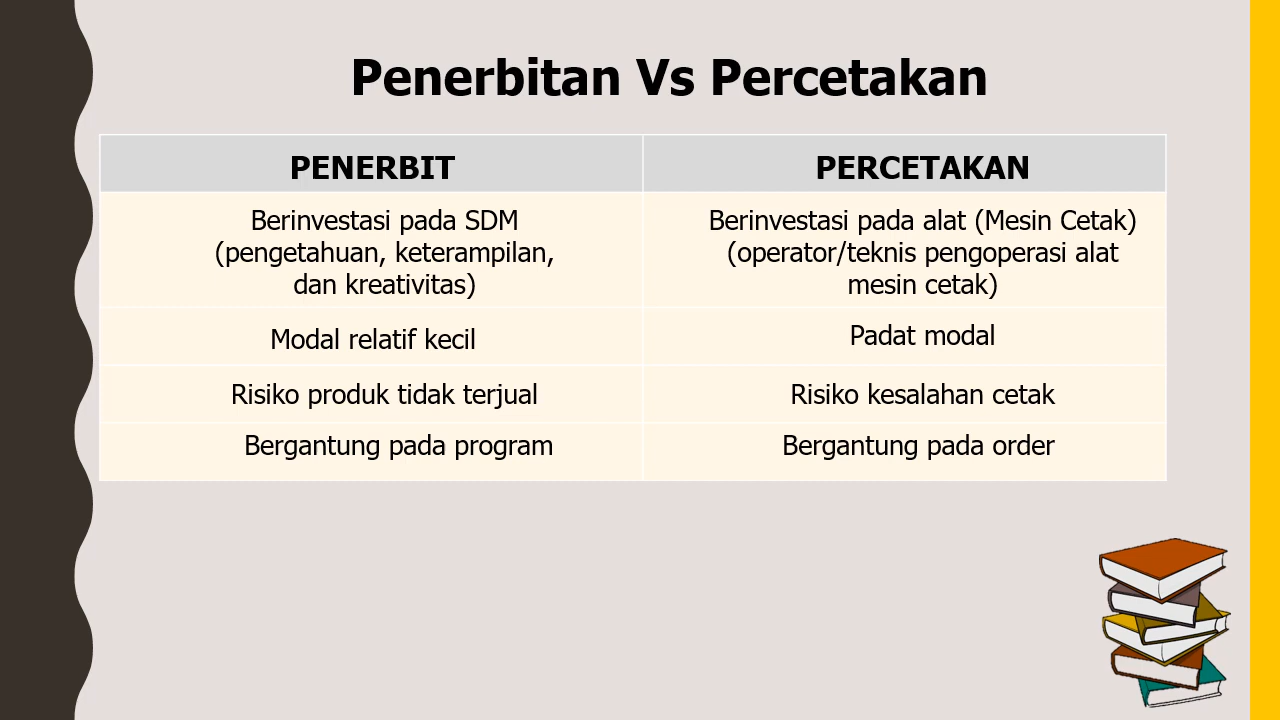 Penerbitan Vs Percetakan
PENERBIT
PERCETAKAN
Berinvestasi pada SDM
(pengetahuan, keterampilan,
dan kreativitas)
Berinvestasi pada alat (Mesin Cetak)
(operator/teknis pengoperasi alat
mesin cetak)
Modal relatif kecil
Padat modal
Risiko produk tidak terjual
Risiko kesalahan cetak
Bergantung pada program
Bergantung pada order